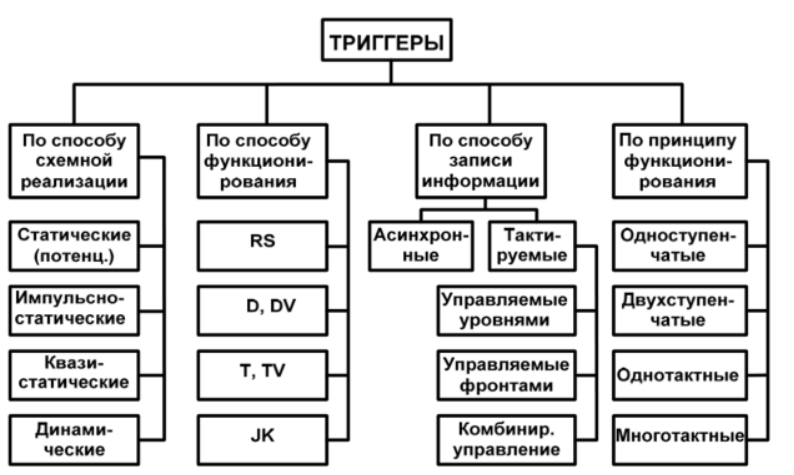 ТРИГГЕРЫ
По способу
схемной
реализации
Статические
(потенц.)
Импульсно-
статические
Квази-
статические
Динами-
ческие
По способу
функциони-
рования
RS
D, DV
T, TV
JK
По способу
записи
информации
Асинхрон-
ные
Такти-
руемые
Управляемые
уровнями
Управляемые
фронтами
Комбинир.
управление
По принципу
функциони-
рования
Одноступен-
чатые
Двухступен-
чатые
Однотактные
Многотактные